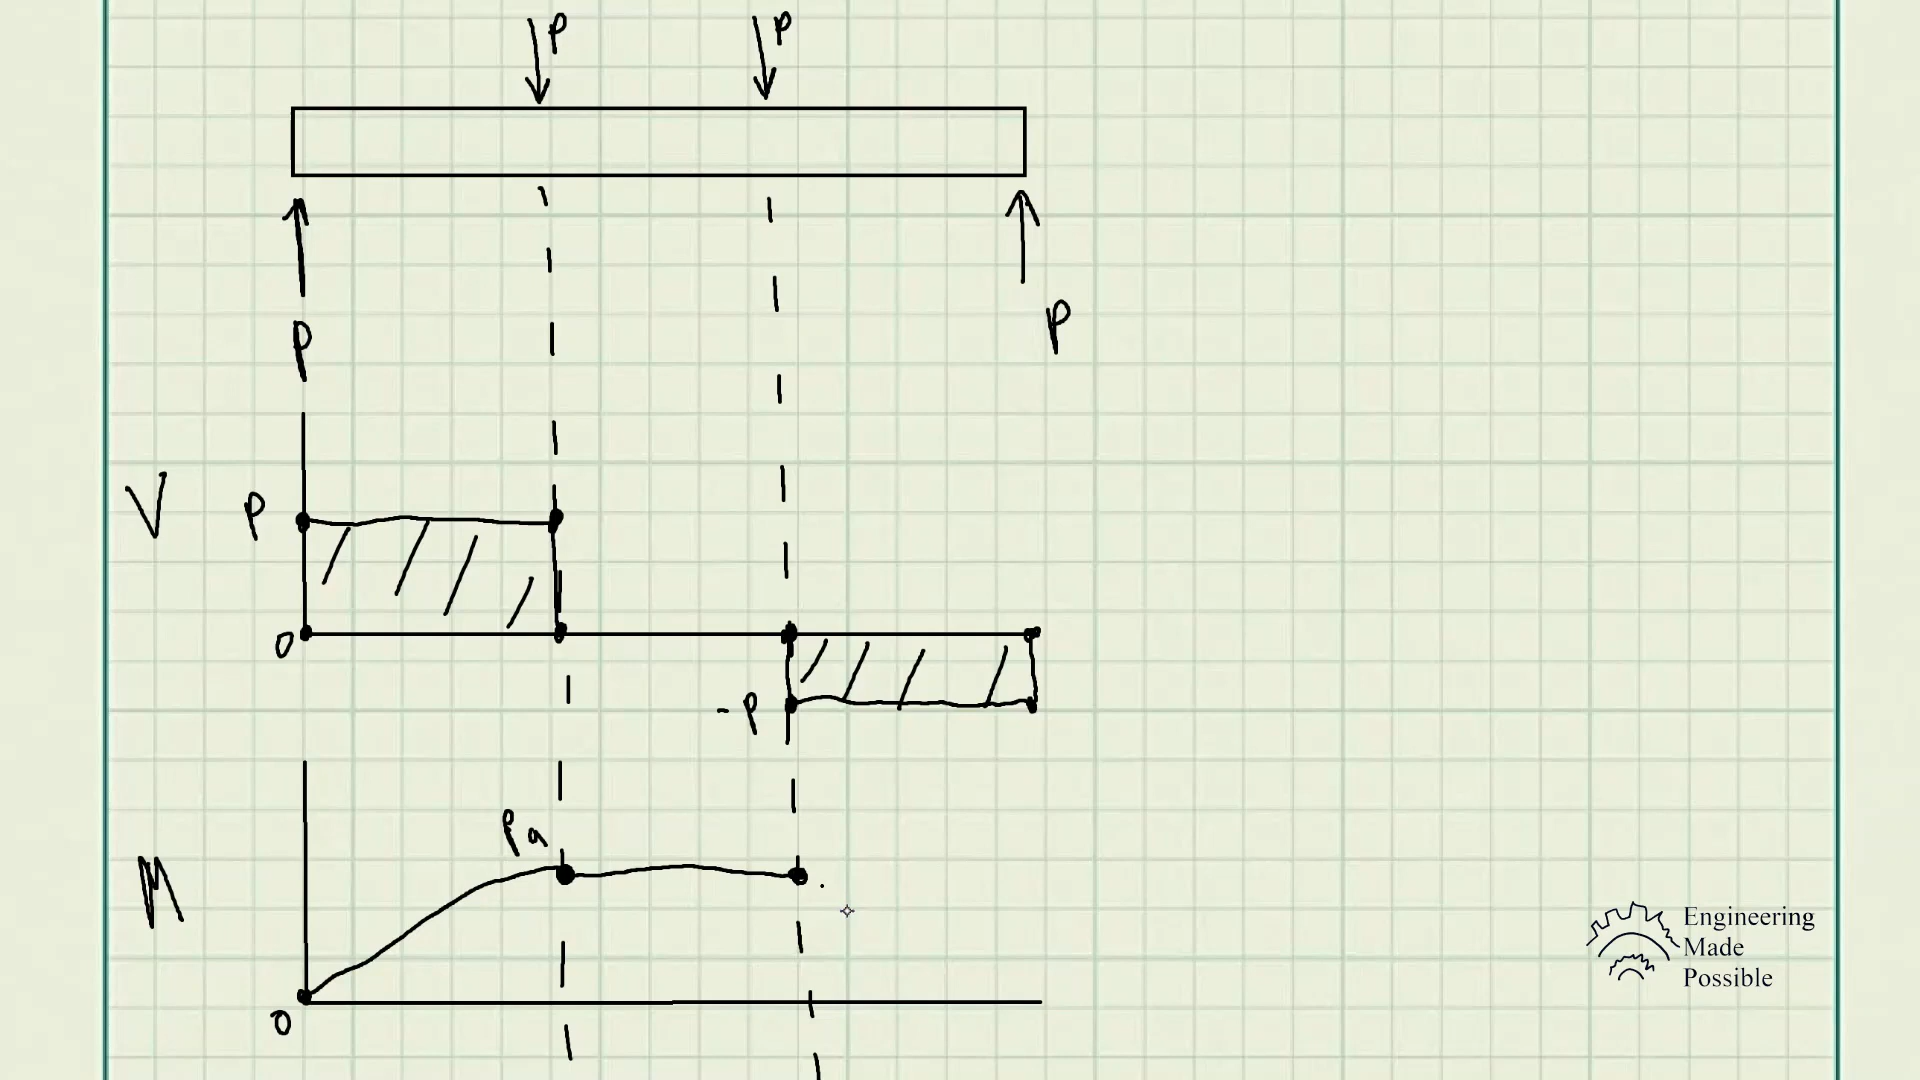 P P
P P
V P
0
- P
Pa
M
0
Engineering
Made
Possible